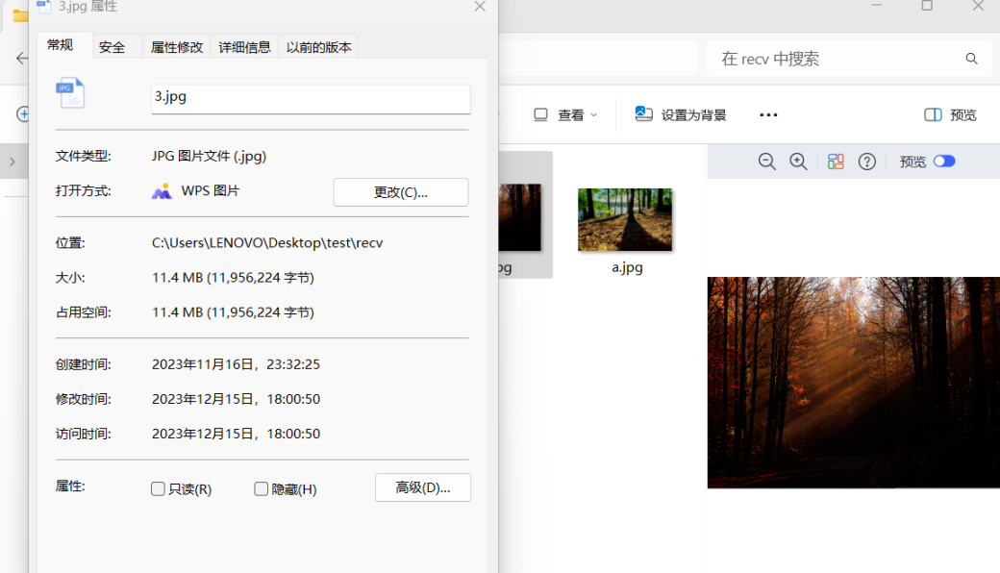 3.jpg 属性
常规
安全
属性修改
详细信息
以前的版本
JPG
3.jpg
文件类型:
JPG 图片文件 (.jpg)
打开方式:
WPS 图片
更改(C)...
位置:
C:\Users\LENOVO\Desktop\test\recv
大小:
11.4 MB (11,956,224 字节)
占用空间:
11.4 MB (11,956,224 字节)
创建时间:
2023年11月16日，23:32:25
修改时间:
2023年12月15日，18:00:50
访问时间:
2023年12月15日，18:00:50
属性:
只读(R)
隐藏(H)
高级(D)...
在 recv 中搜索
查看
设置为背景
预览
预览
pg
a.jpg